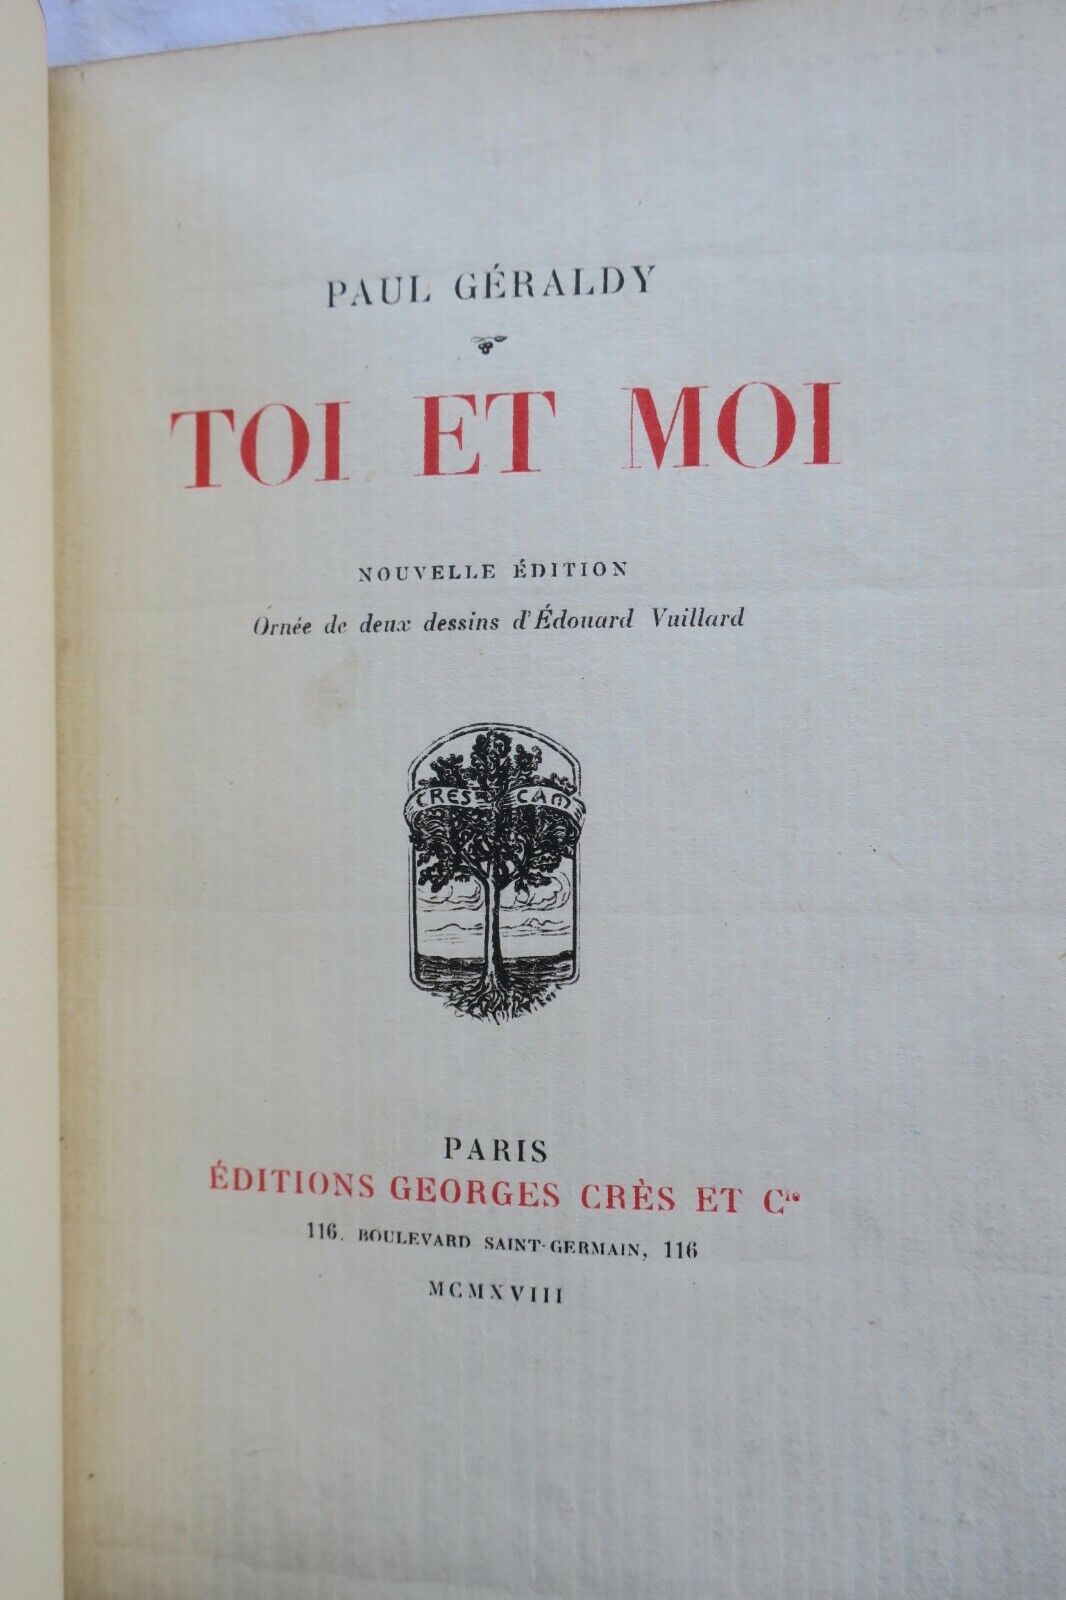 PAUL GÉRALDY
TOI ET MOI
NOUVELLE ÉDITION
Ornée de deux dessins d'Édouard Vuillard
CRES CAM
PARIS
ÉDITIONS GEORGES CRÈS ET Cie
116, BOULEVARD SAINT-GERMAIN, 116
MCMXVIII